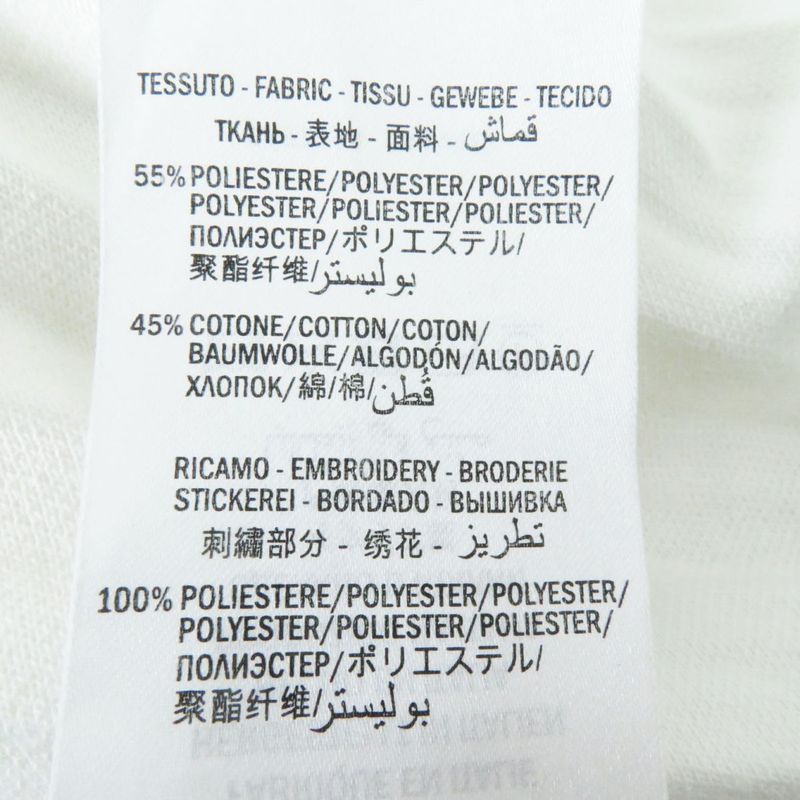 TESSUTO - FABRIC - TISSU - GEWEBE - TECIDO
ТКАНЬ - 表地 - 面料 - قماش
55% POLIESTERE/POLYESTER/POLYESTER/
POLYESTER/POLIESTER/POLIESTER/
ПОЛИЭСТЕР/ポリエステル/
聚酯纤维/بوليستر
45% COTONE/COTTON/COTON/
BAUMWOLLE/ALGODÓN/ALGODÃO/
ХЛОПОК/綿/棉/قُطن
RICAMO - EMBROIDERY - BRODERIE
STICKEREI - BORDADO - ВЫШИВКА
刺繍部分 - 绣花 - تطريز
100% POLIESTERE/POLYESTER/POLYESTER/
POLYESTER/POLIESTER/POLIESTER/
ПОЛИЭСТЕР/ポリエステル/
聚酯纤维/بوليستر